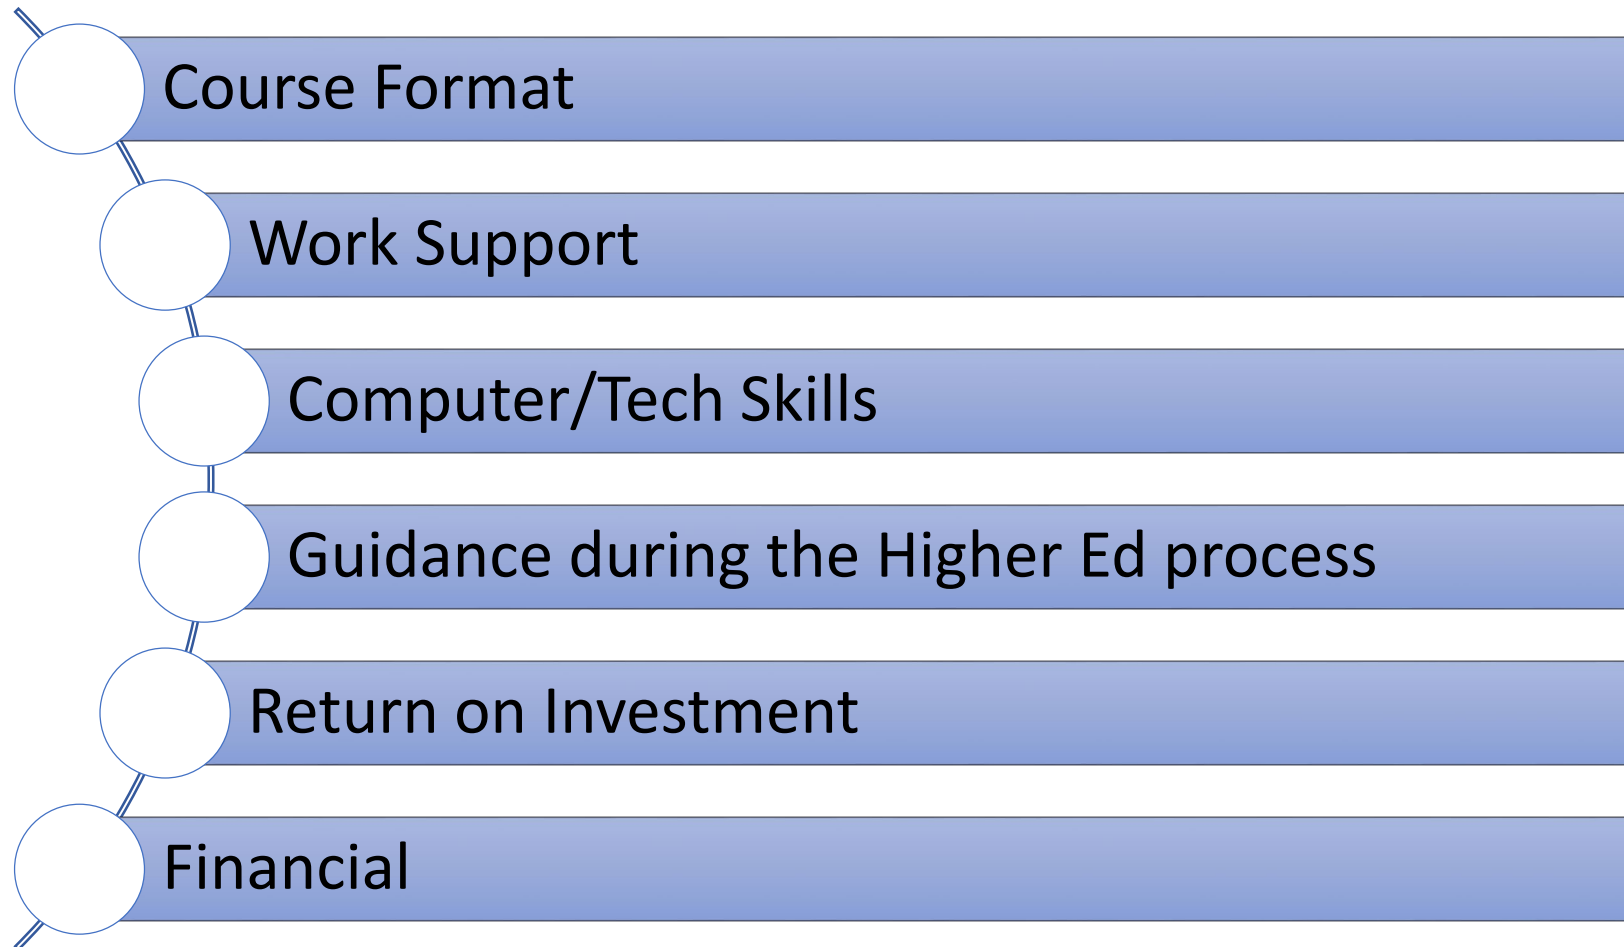 Course Format
Work Support
Computer/Tech Skills
Guidance during the Higher Ed process
Return on Investment
Financial